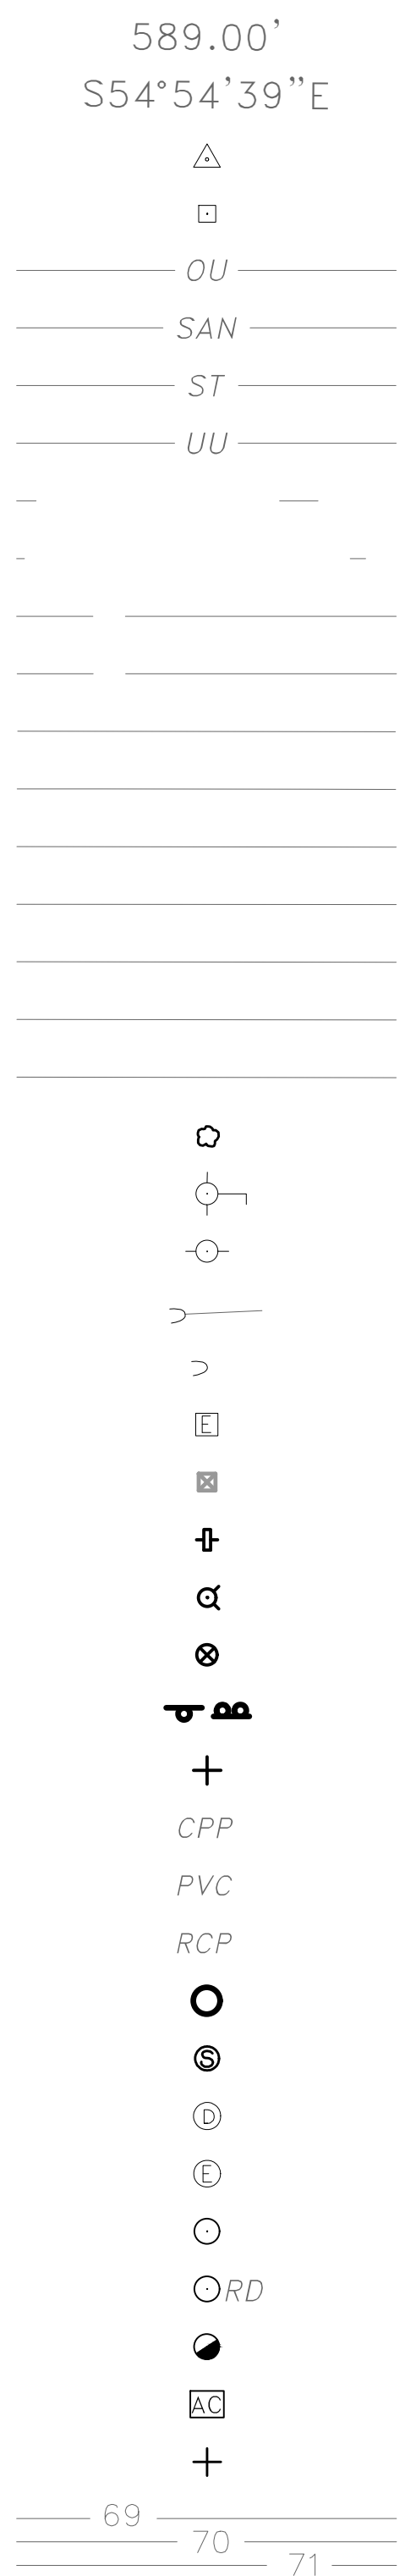 589.00'
S54°54'39"E
OU
SAN
ST
UU
E
CPP
PVC
RCP
S
D
E
RD
AC
69
70
71